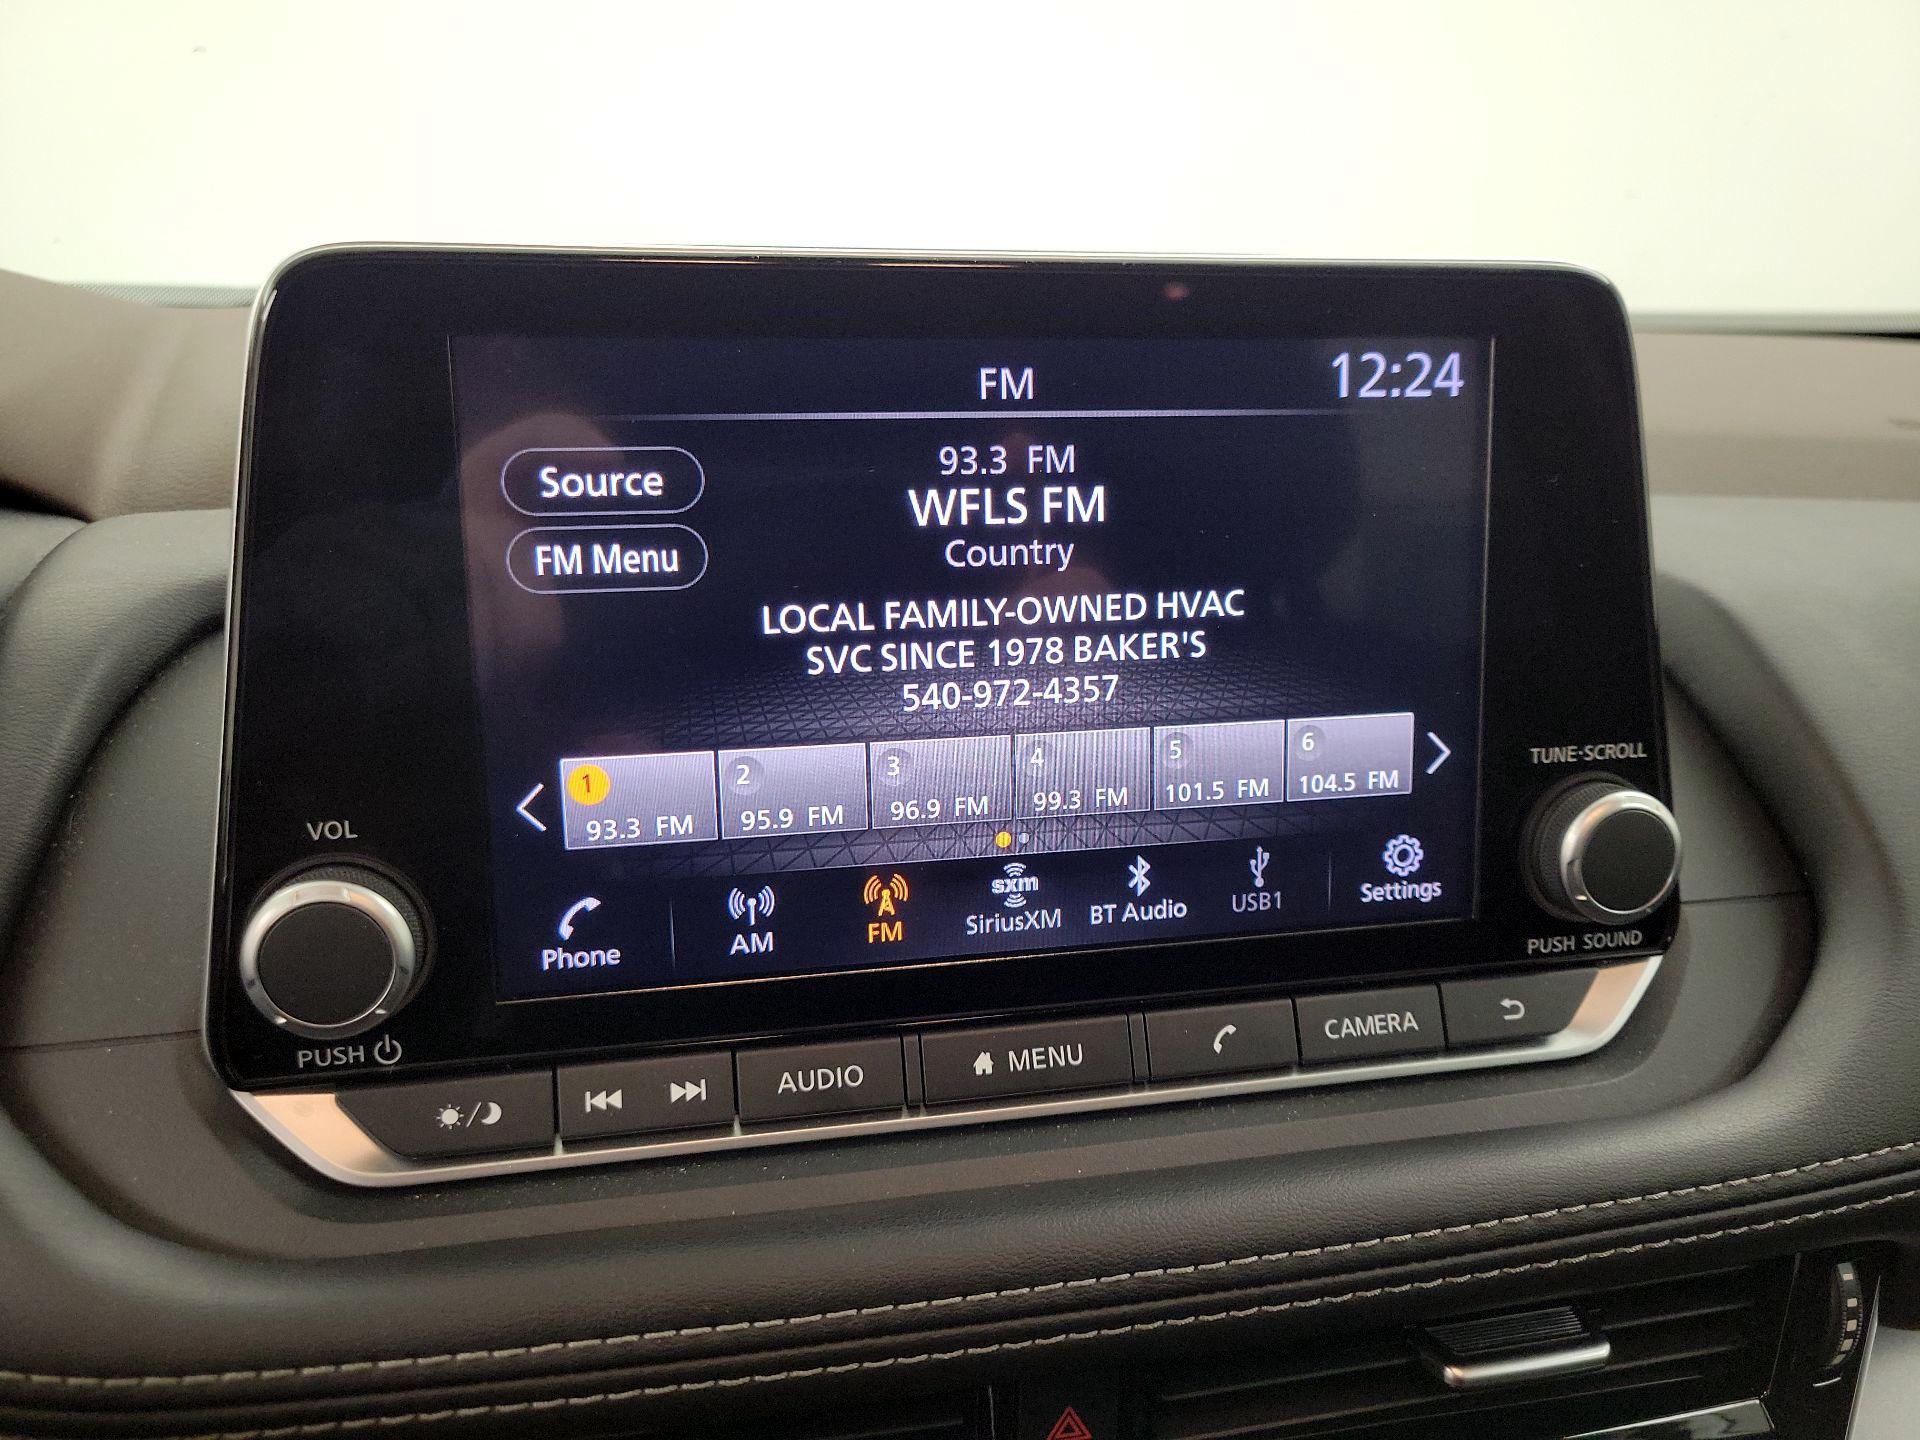 FM
12:24
Source
93.3 FM
WFLS FM
FM Menu
Country
LOCAL FAMILY-OWNED HVAC
SVC SINCE 1978 BAKER'S
540-972-4357
1
93.3 FM
2
95.9 FM
3
96.9 FM
4
99.3 FM
5
101.5 FM
6
104.5 FM
Phone
AM
FM
sxm
SiriusXM
BT Audio
USB1
Settings
VOL
PUSH
TUNE·SCROLL
PUSH SOUND
AUDIO
MENU
CAMERA